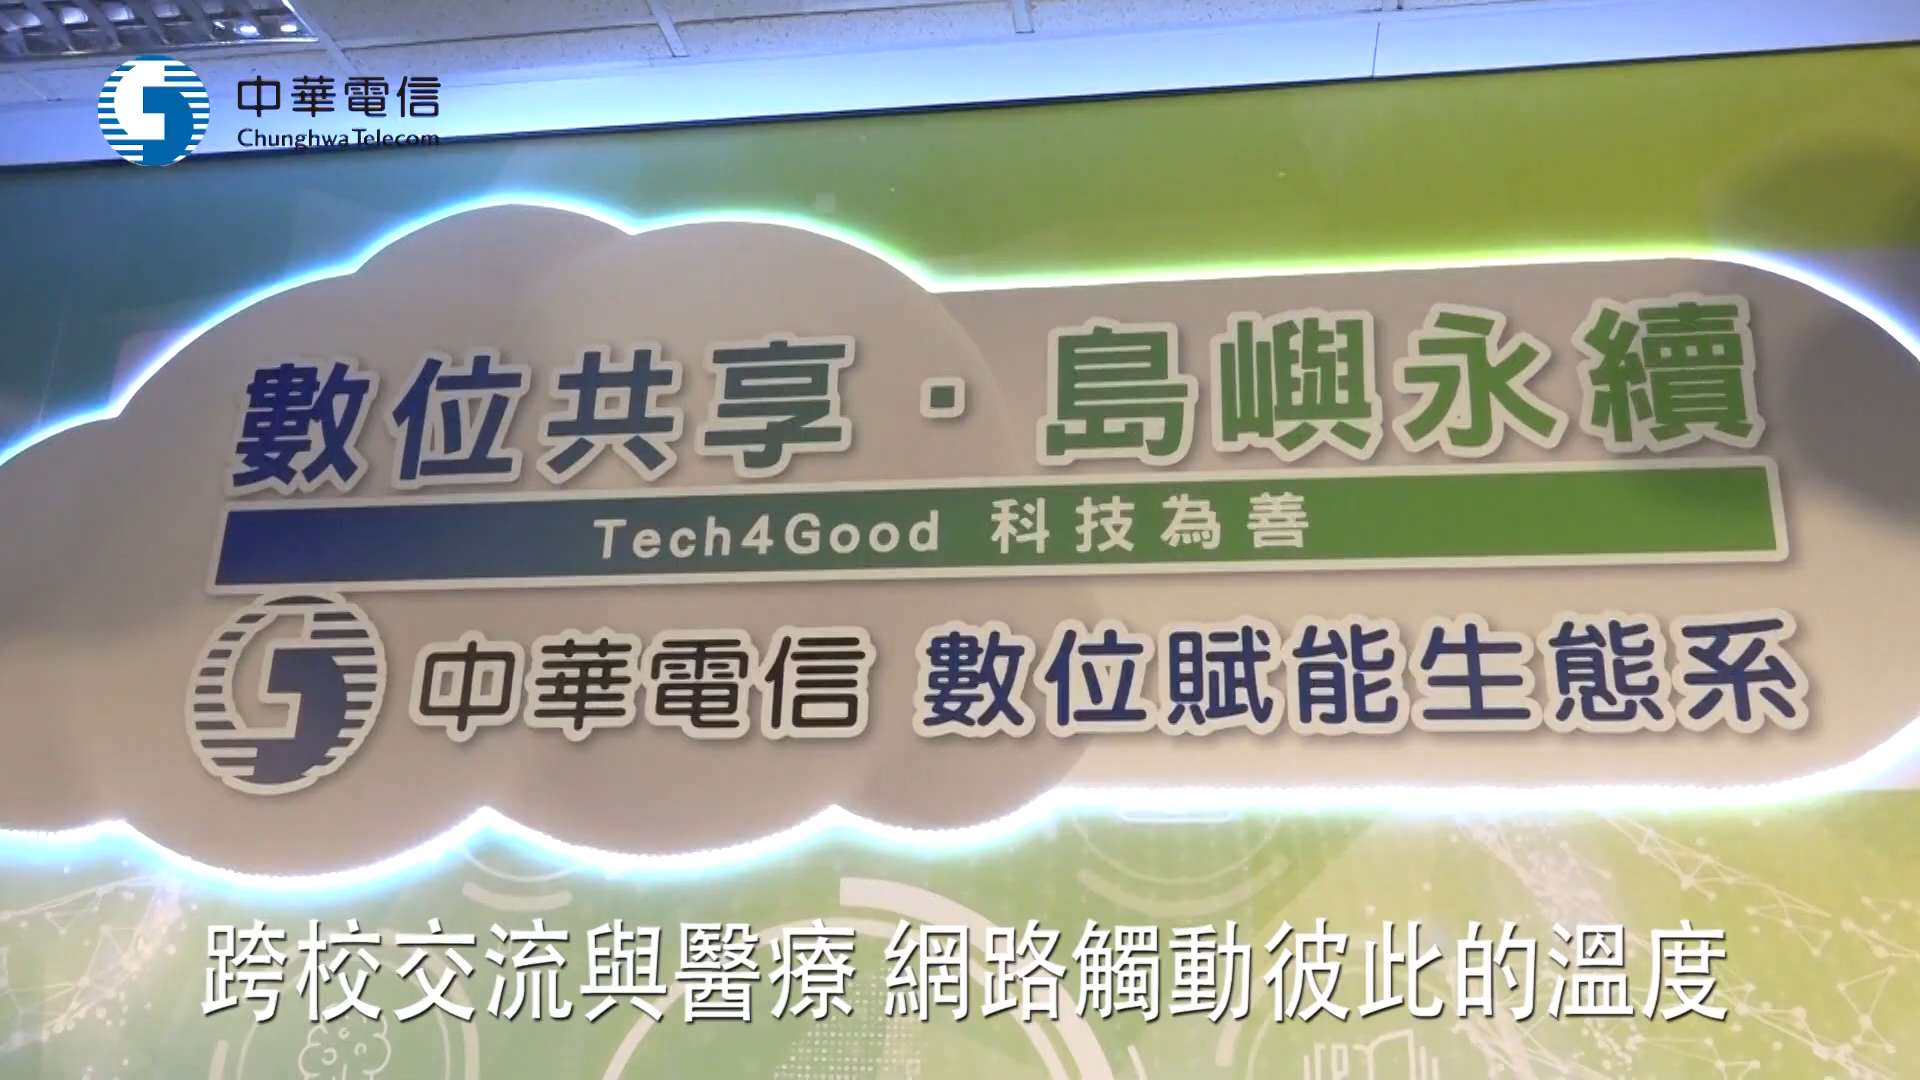 中華電信
Chunghwa Telecom
數位共享・島嶼永續
Tech4Good 科技為善
中華電信 數位賦能生態系
跨校交流與醫療 網路觸動彼此的溫度